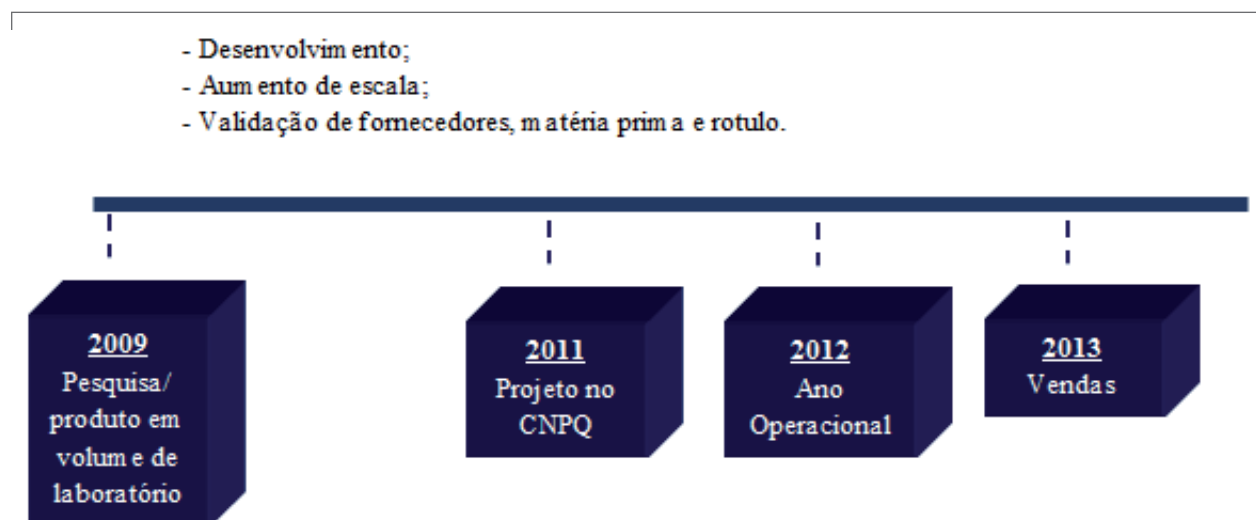 - Desenvolvimento;
- Aumento de escala;
- Validação de fornecedores, matéria prima e rotulo.
2009
Pesquisa/
produto em
volume de
laboratório
2011
Projeto no
CNPQ
2012
Ano
Operacional
2013
Vendas